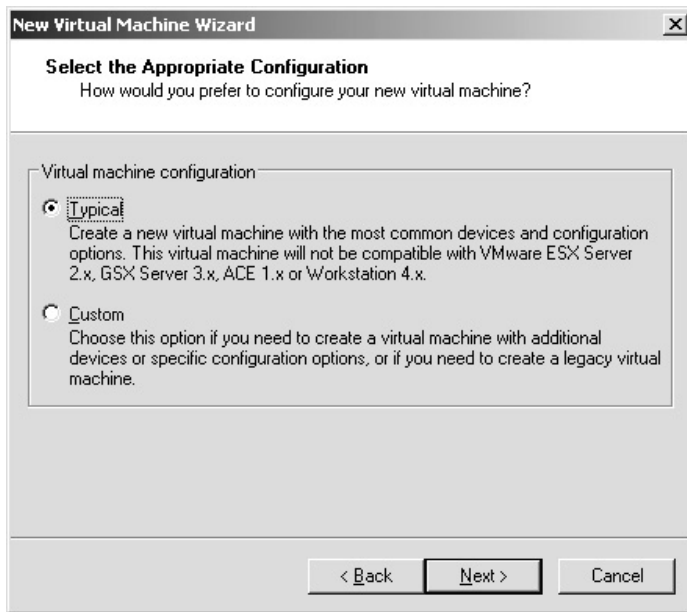 New Virtual Machine Wizard
Select the Appropriate Configuration
How would you prefer to configure your new virtual machine?
Virtual machine configuration
Typical
Create a new virtual machine with the most common devices and configuration
options. This virtual machine will not be compatible with VMware ESX Server
2.x, GSX Server 3.x, ACE 1.x or Workstation 4.x.
Custom
Choose this option if you need to create a virtual machine with additional
devices or specific configuration options, or if you need to create a legacy virtual
machine.
< Back Next > Cancel